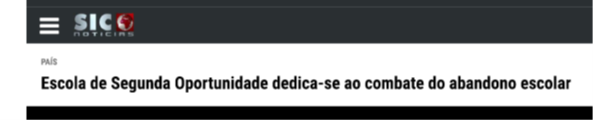 SIC
NOTÍCIAS
PAÍS
Escola de Segunda Oportunidade dedica-se ao combate do abandono escolar